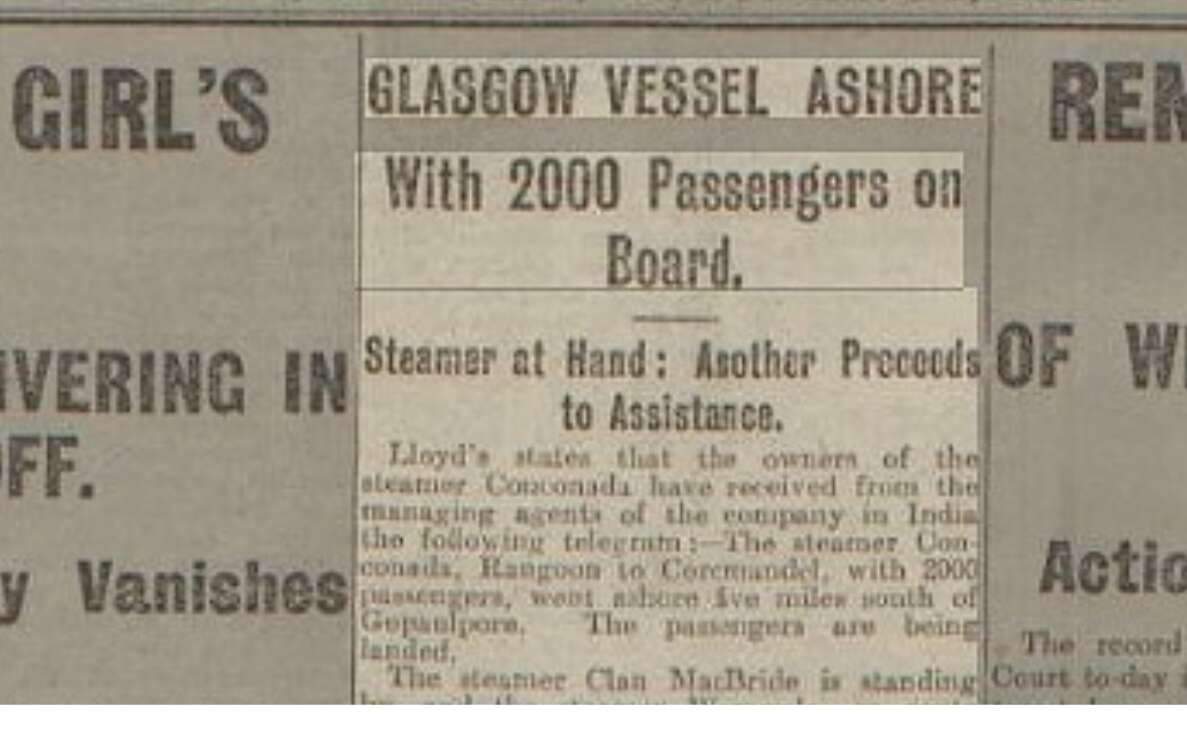 GIRL'S
IVERING IN
OFF.
y Vanishes
GLASGOW VESSEL ASHORE
With 2000 Passengers on
Board.
Steamer at Hand: Another Proceeds
to Assistance.
Lloyd's states that the owners of the
steamer Conconada have received from the
managing agents of the company in India
the following telegram:—The steamer Con-
conada, Rangoon to Coremandel, with 2000
passengers, went ashore five miles south of
Gopaulpore. The passengers are being
landed.
The steamer Clan MacBride is standing
REN
OF WI
Actio
The record
Court to-day i